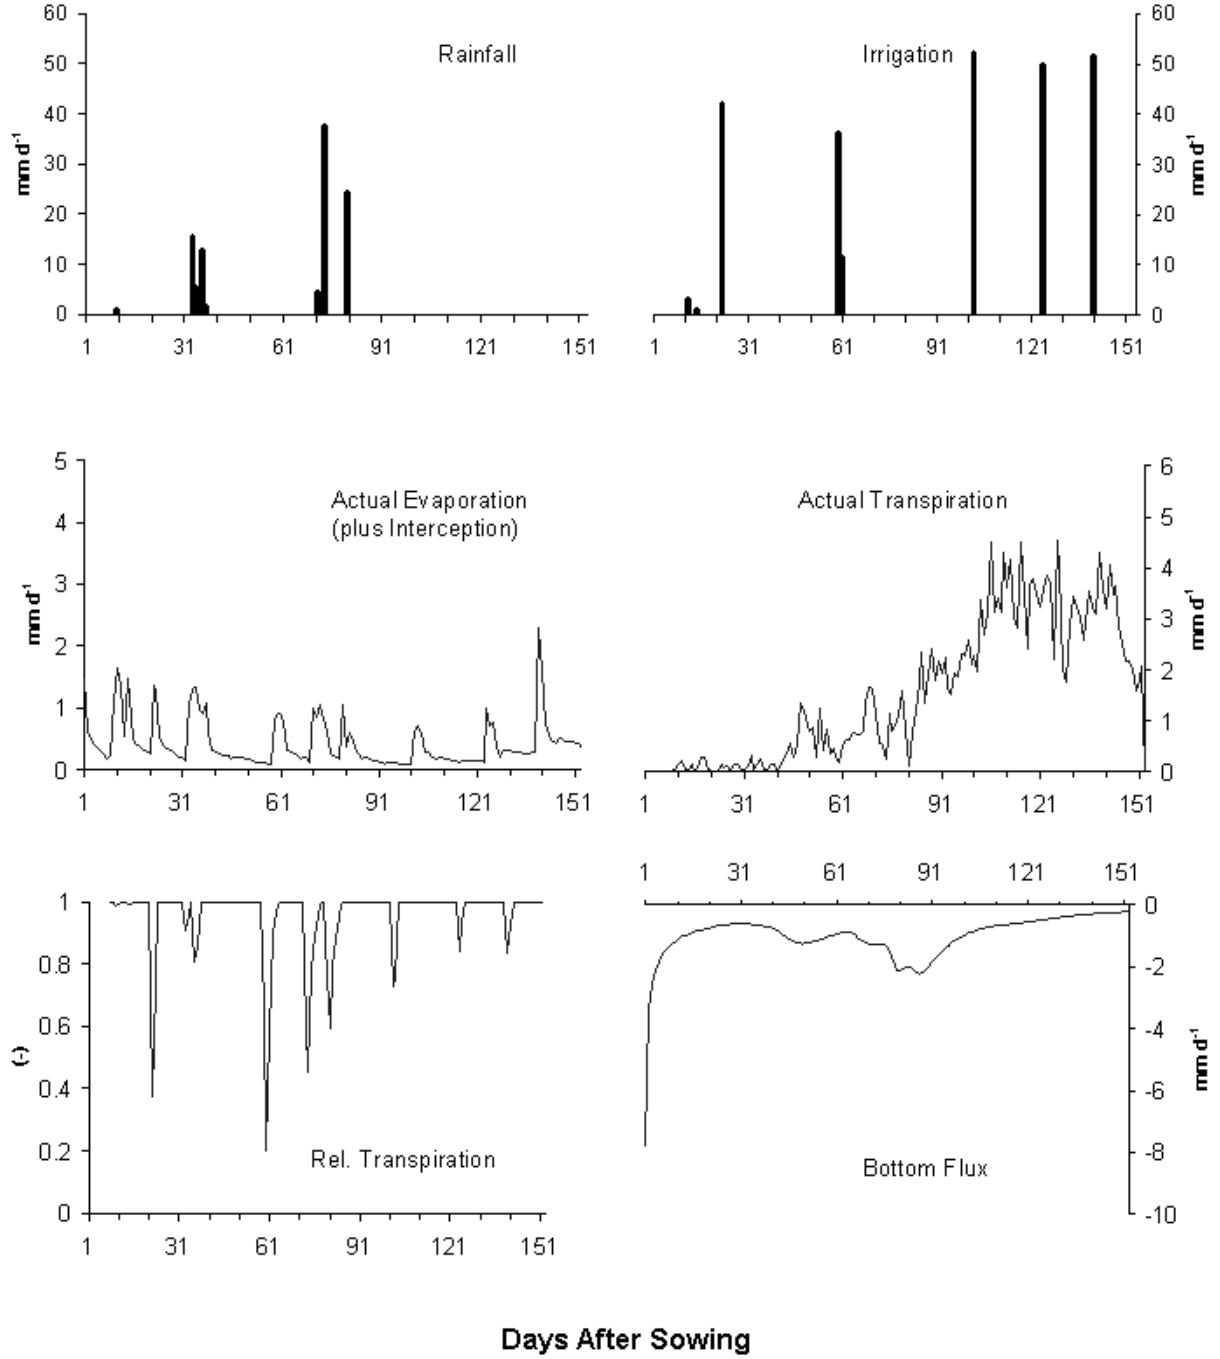 60
50
40
30
20
10
0
mm d-1
Rainfall
1 31 61 91 121 151
Irrigation
60
50
40
30
20
10
0
mm d-1
1 31 61 91 121 151
5
4
3
2
1
0
mm d-1
Actual Evaporation
(plus Interception)
1 31 61 91 121 151
Actual Transpiration
6
5
4
3
2
1
0
mm d-1
1 31 61 91 121 151
1
0.8
0.6
0.4
0.2
0
(-)
Rel. Transpiration
1 31 61 91 121 151
1 31 61 91 121 151
0
-2
-4
-6
-8
-10
mm d-1
Bottom Flux
Days After Sowing